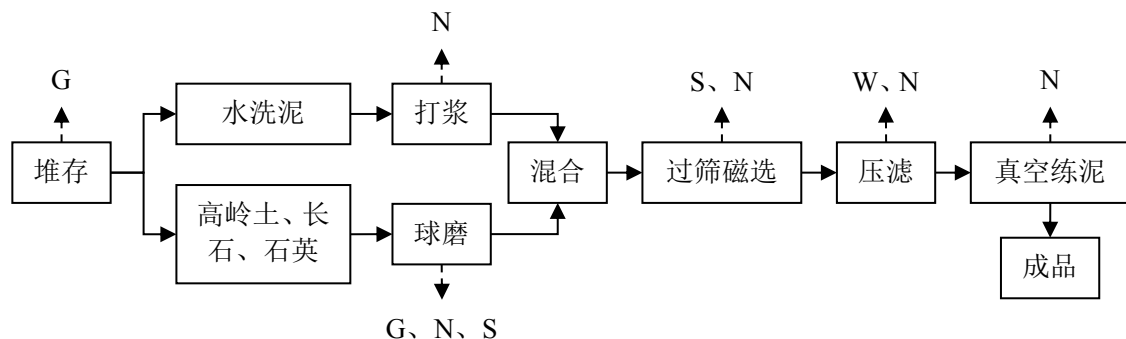 N
G
S、N
W、N
N
水洗泥
打浆
堆存
混合
过筛磁选
压滤
真空练泥
高岭土、长
石、石英
球磨
成品
G、N、S